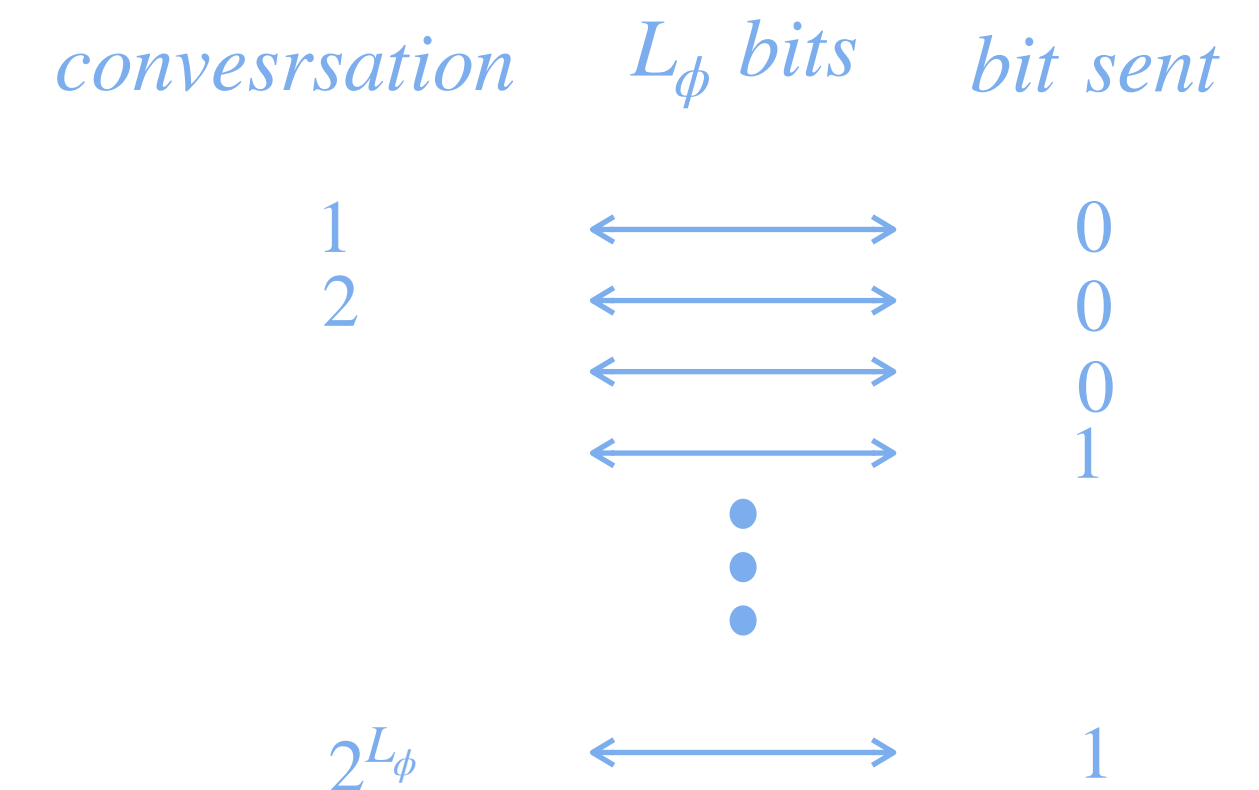 convesrsation L_ϕ bits bit sent
1 0
2 0
0
1
2^{L_ϕ} 1